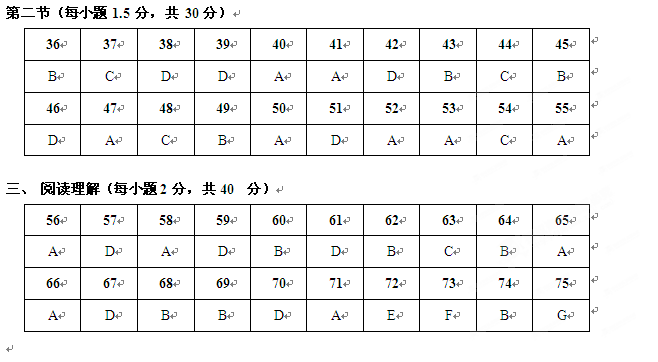 第二节（每小题 1.5 分，共 30 分）
36 37 38 39 40 41 42 43 44 45
B C D D A A D B C B
46 47 48 49 50 51 52 53 54 55
D A C B A D A A C A
三、 阅读理解（每小题 2 分，共 40 分）
56 57 58 59 60 61 62 63 64 65
A D A D B D B C B A
66 67 68 69 70 71 72 73 74 75
A D B B D A E F B G